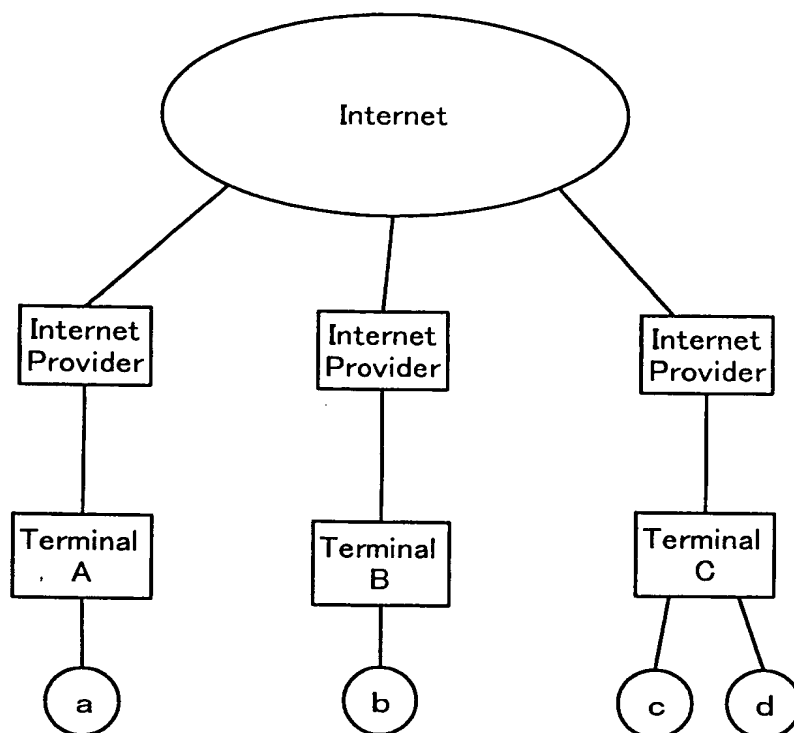 Internet
Internet
Provider
Internet
Provider
Internet
Provider
Terminal
A
Terminal
B
Terminal
C
a
b
c
d